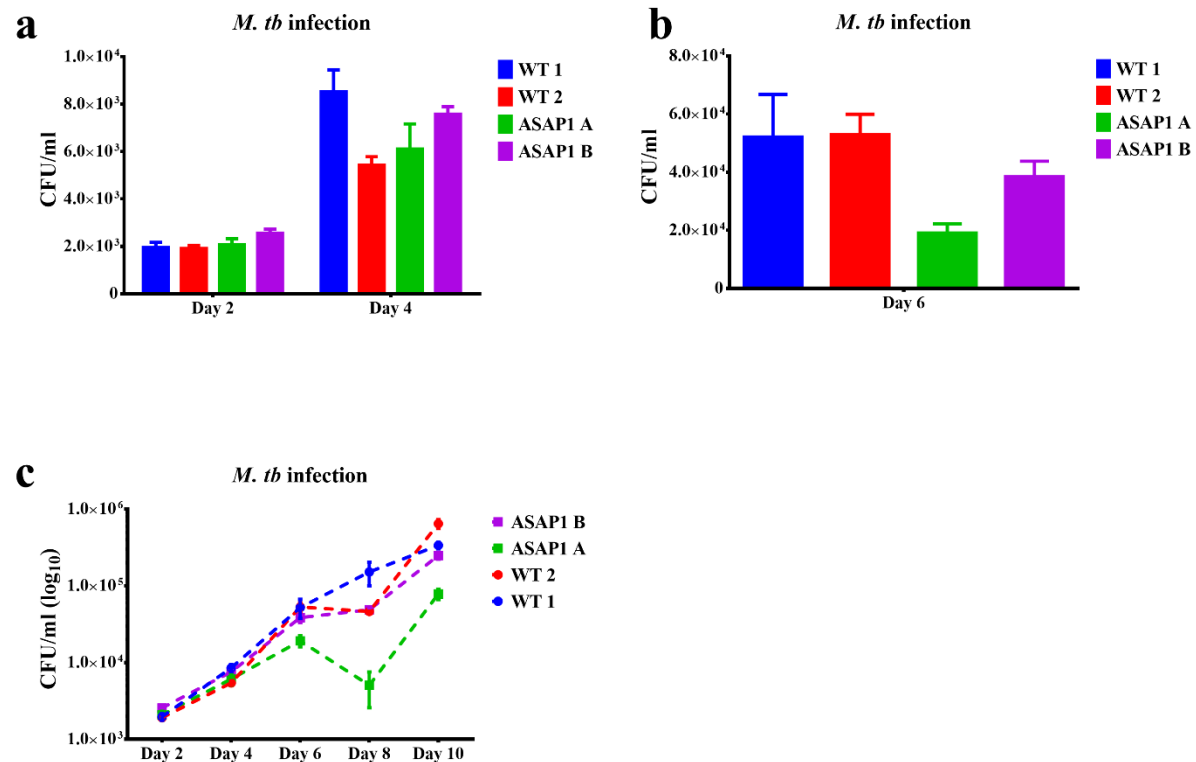 a
M. tb infection
CFU/ml
1.0×10⁴
8.0×10³
6.0×10³
4.0×10³
2.0×10³
0
Day 2
Day 4
WT 1
WT 2
ASAP1 A
ASAP1 B
b
M. tb infection
CFU/ml
8.0×10⁴
6.0×10⁴
4.0×10⁴
2.0×10⁴
0
Day 6
WT 1
WT 2
ASAP1 A
ASAP1 B
c
M. tb infection
CFU/ml (log₁₀)
1.0×10⁶
1.0×10⁵
1.0×10⁴
1.0×10³
Day 2
Day 4
Day 6
Day 8
Day 10
ASAP1 B
ASAP1 A
WT 2
WT 1